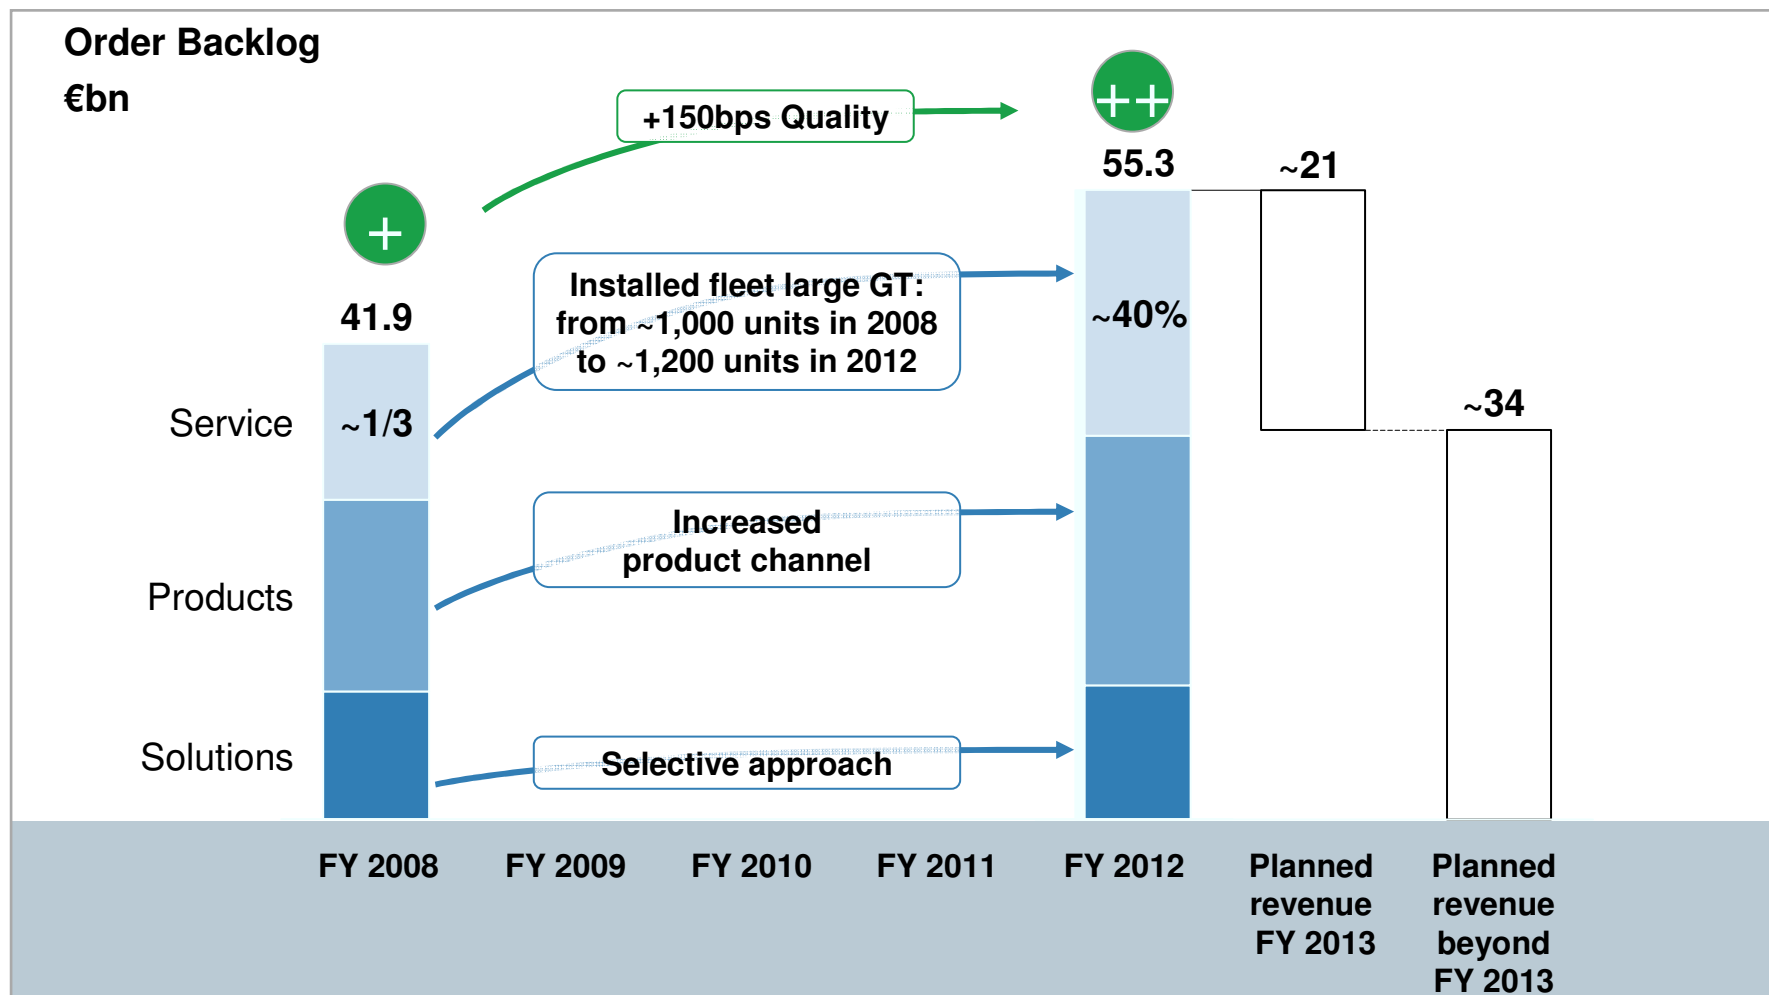 Order Backlog
€bn
+
++
+150bps Quality
41.9
55.3
~21
~34
Installed fleet large GT:
from ~1,000 units in 2008
to ~1,200 units in 2012
~40%
Service
~1/3
Increased
product channel
Products
Solutions
Selective approach
FY 2008
FY 2009
FY 2010
FY 2011
FY 2012
Planned
revenue
FY 2013
Planned
revenue
beyond
FY 2013